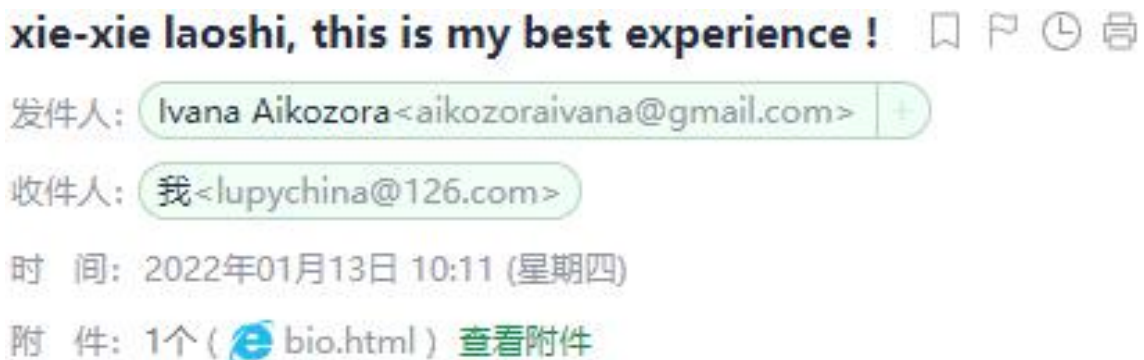 xie-xie laoshi, this is my best experience !
发件人: Ivana Aikozora<aikozoraivana@gmail.com> +
收件人: 我<lupychina@126.com>
时 间: 2022年01月13日 10:11 (星期四)
附 件: 1个 ( bio.html ) 查看附件